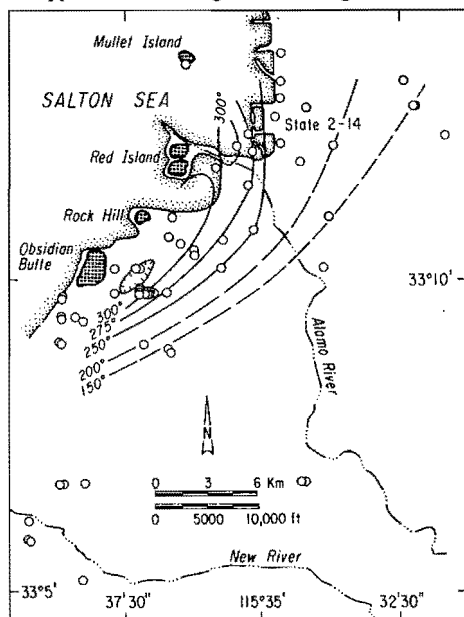 Mullet Island
SALTON SEA
300°
State 2-14
Red Island
Rock Hill
Obsidian
Butte
33°10'
300°
275°
250°
200°
150°
Alamo River
N
0 3 6 Km
0 5000 10,000 ft
New River
33°5'
37'30"
115°35'
32'30"